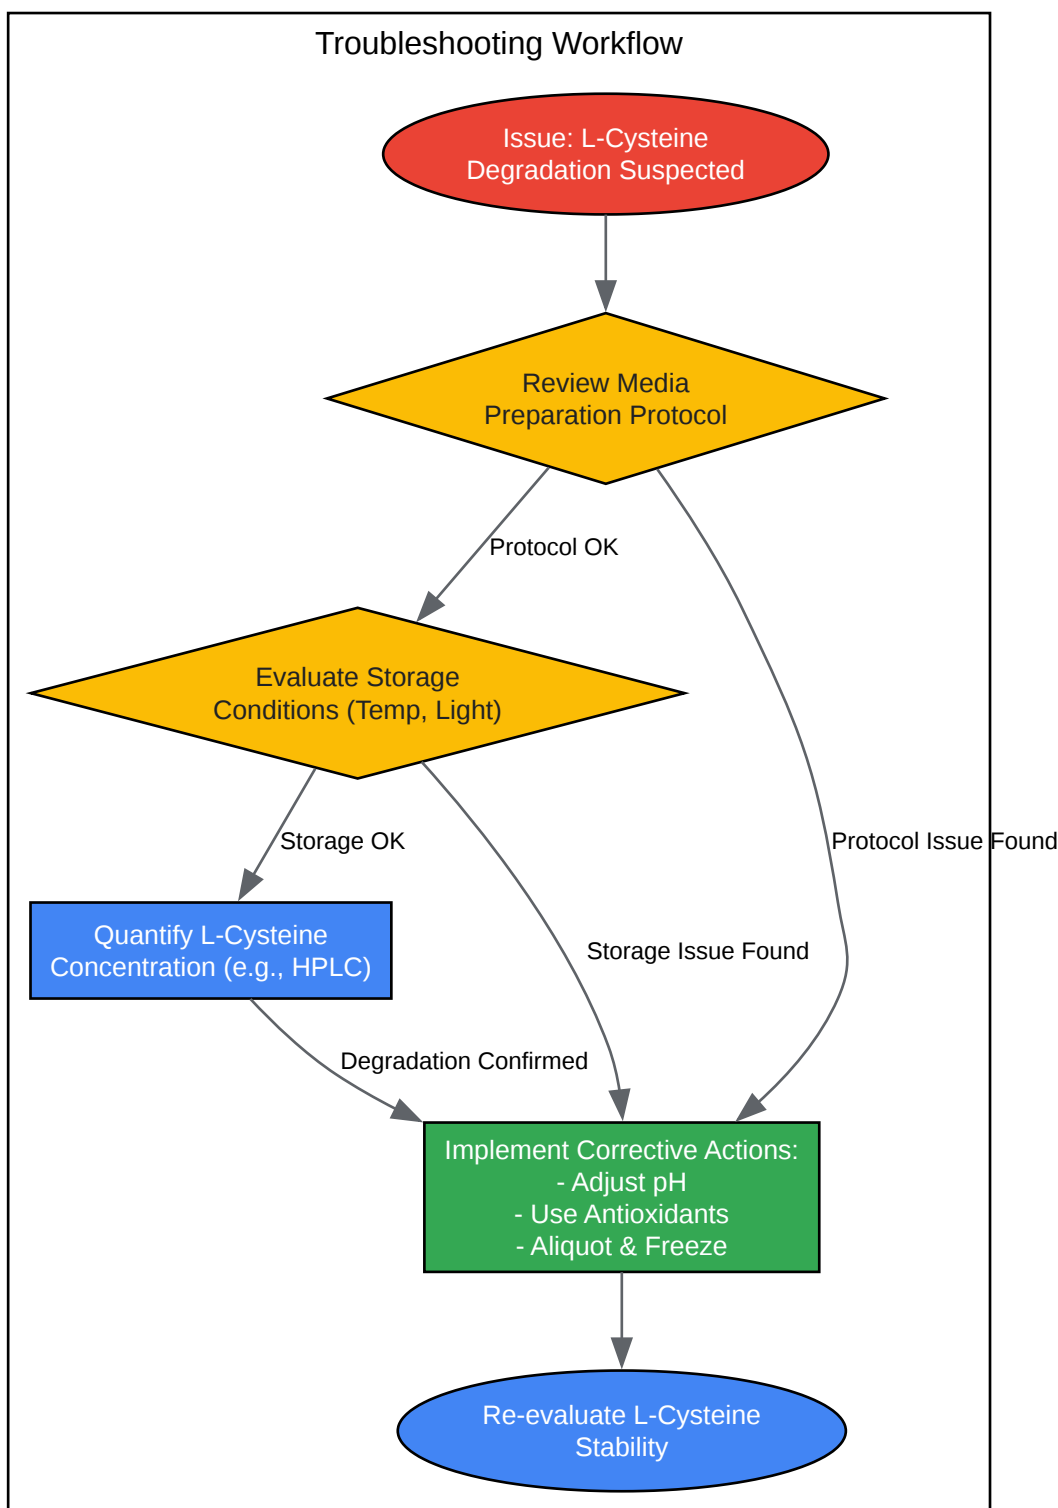 Troubleshooting Workflow
Issue: L-Cysteine
Degradation Suspected
Review Media
Preparation Protocol
Protocol OK
Evaluate Storage
Conditions (Temp, Light)
Storage OK
Protocol Issue Found
Quantify L-Cysteine
Concentration (e.g., HPLC)
Storage Issue Found
Degradation Confirmed
Implement Corrective Actions:
- Adjust pH
- Use Antioxidants
- Aliquot & Freeze
Re-evaluate L-Cysteine
Stability